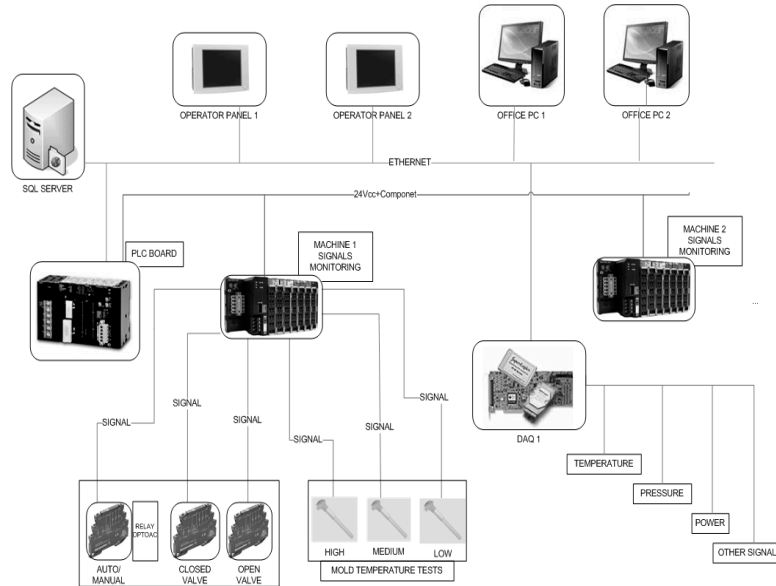 OPERATOR PANEL 1
OPERATOR PANEL 2
OFFICE PC 1
OFFICE PC 2
SQL SERVER
ETHERNET
24Vcc+Componet
PLC BOARD
MACHINE 1
SIGNALS
MONITORING
MACHINE 2
SIGNALS
MONITORING
...
SIGNAL
SIGNAL
SIGNAL
SIGNAL
SIGNAL
SIGNAL
DAQ 1
TEMPERATURE
PRESSURE
POWER
OTHER SIGNAL
RELAY
OPTOAC
AUTO/
MANUAL
CLOSED
VALVE
OPEN
VALVE
HIGH
MEDIUM
LOW
MOLD TEMPERATURE TESTS